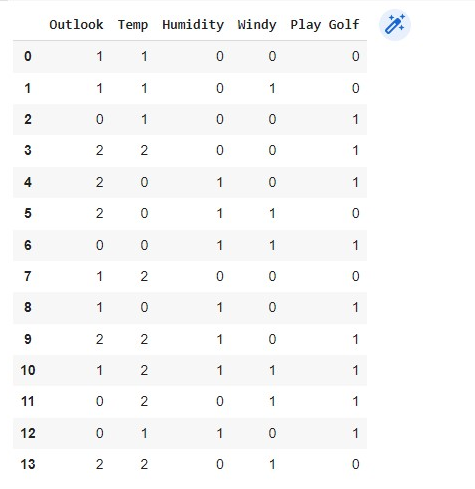 Outlook Temp Humidity Windy Play Golf
0 1 1 0 0 0
1 1 1 0 1 0
2 0 1 0 0 1
3 2 2 0 0 1
4 2 0 1 0 1
5 2 0 1 1 0
6 0 0 1 1 1
7 1 2 0 0 0
8 1 0 1 0 1
9 2 2 1 0 1
10 1 2 1 1 1
11 0 2 0 1 1
12 0 1 1 0 1
13 2 2 0 1 0